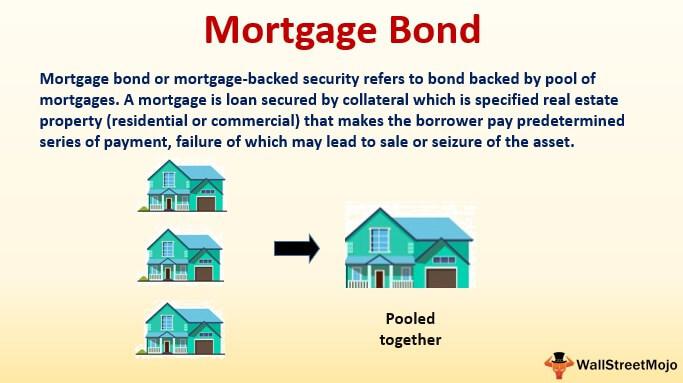 Mortgage Bond
Mortgage bond or mortgage-backed security refers to bond backed by pool of
mortgages. A mortgage is loan secured by collateral which is specified real estate
property (residential or commercial) that makes the borrower pay predetermined
series of payment, failure of which may lead to sale or seizure of the asset.
Pooled
together
WallStreetMojo